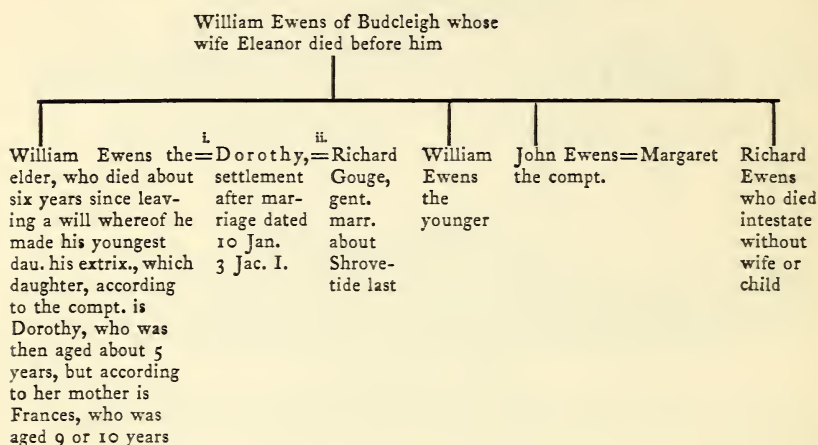 William Ewens of Budcleigh whose
wife Eleanor died before him
i.
ii.
William Ewens the=
elder, who died about
six years since leav-
ing a will whereof he
made his youngest
dau. his extrix., which
daughter, according
to the compt. is
Dorothy, who was
then aged about 5
years, but according
to her mother is
Frances, who was
aged 9 or 10 years
Dorothy,=
settlement
after mar-
riage dated
10 Jan.
3 Jac. I.
Richard
Gouge,
gent.
marr.
about
Shrove-
tide last
William
Ewens
the
younger
John Ewens=Margaret
the compt.
Richard
Ewens
who died
intestate
without
wife or
child